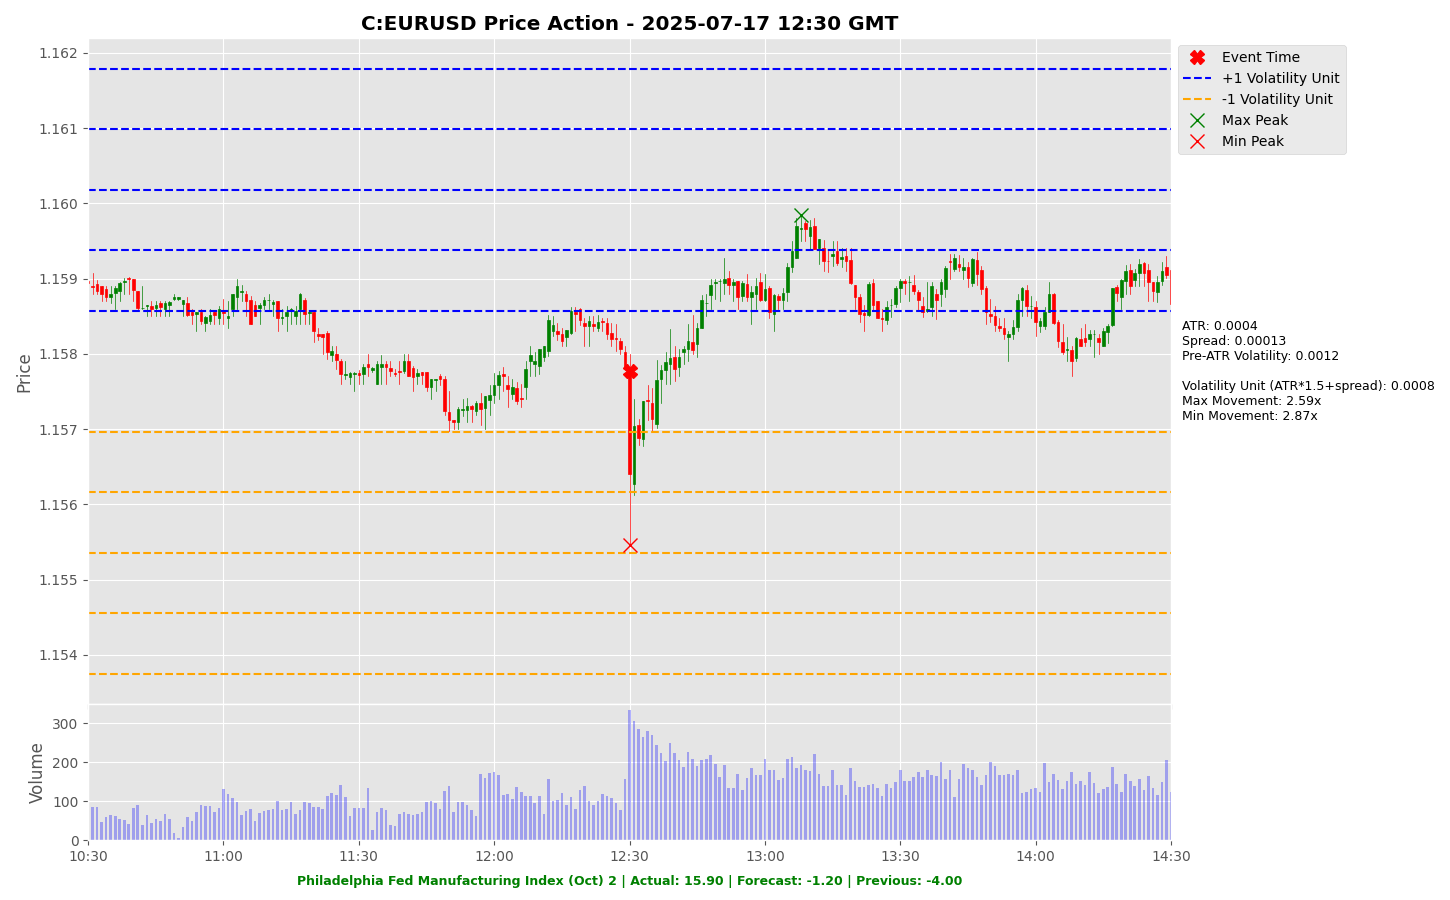 C:EURUSD Price Action - 2025-07-17 12:30 GMT
1.162
1.161
1.160
1.159
1.158
1.157
1.156
1.155
1.154
Price
Event Time
+1 Volatility Unit
-1 Volatility Unit
Max Peak
Min Peak
ATR: 0.0004
Spread: 0.00013
Pre-ATR Volatility: 0.0012
Volatility Unit (ATR*1.5+spread): 0.0008
Max Movement: 2.59x
Min Movement: 2.87x
300
200
100
0
Volume
10:30 11:00 11:30 12:00 12:30 13:00 13:30 14:00 14:30
Philadelphia Fed Manufacturing Index (Oct) 2 | Actual: 15.90 | Forecast: -1.20 | Previous: -4.00